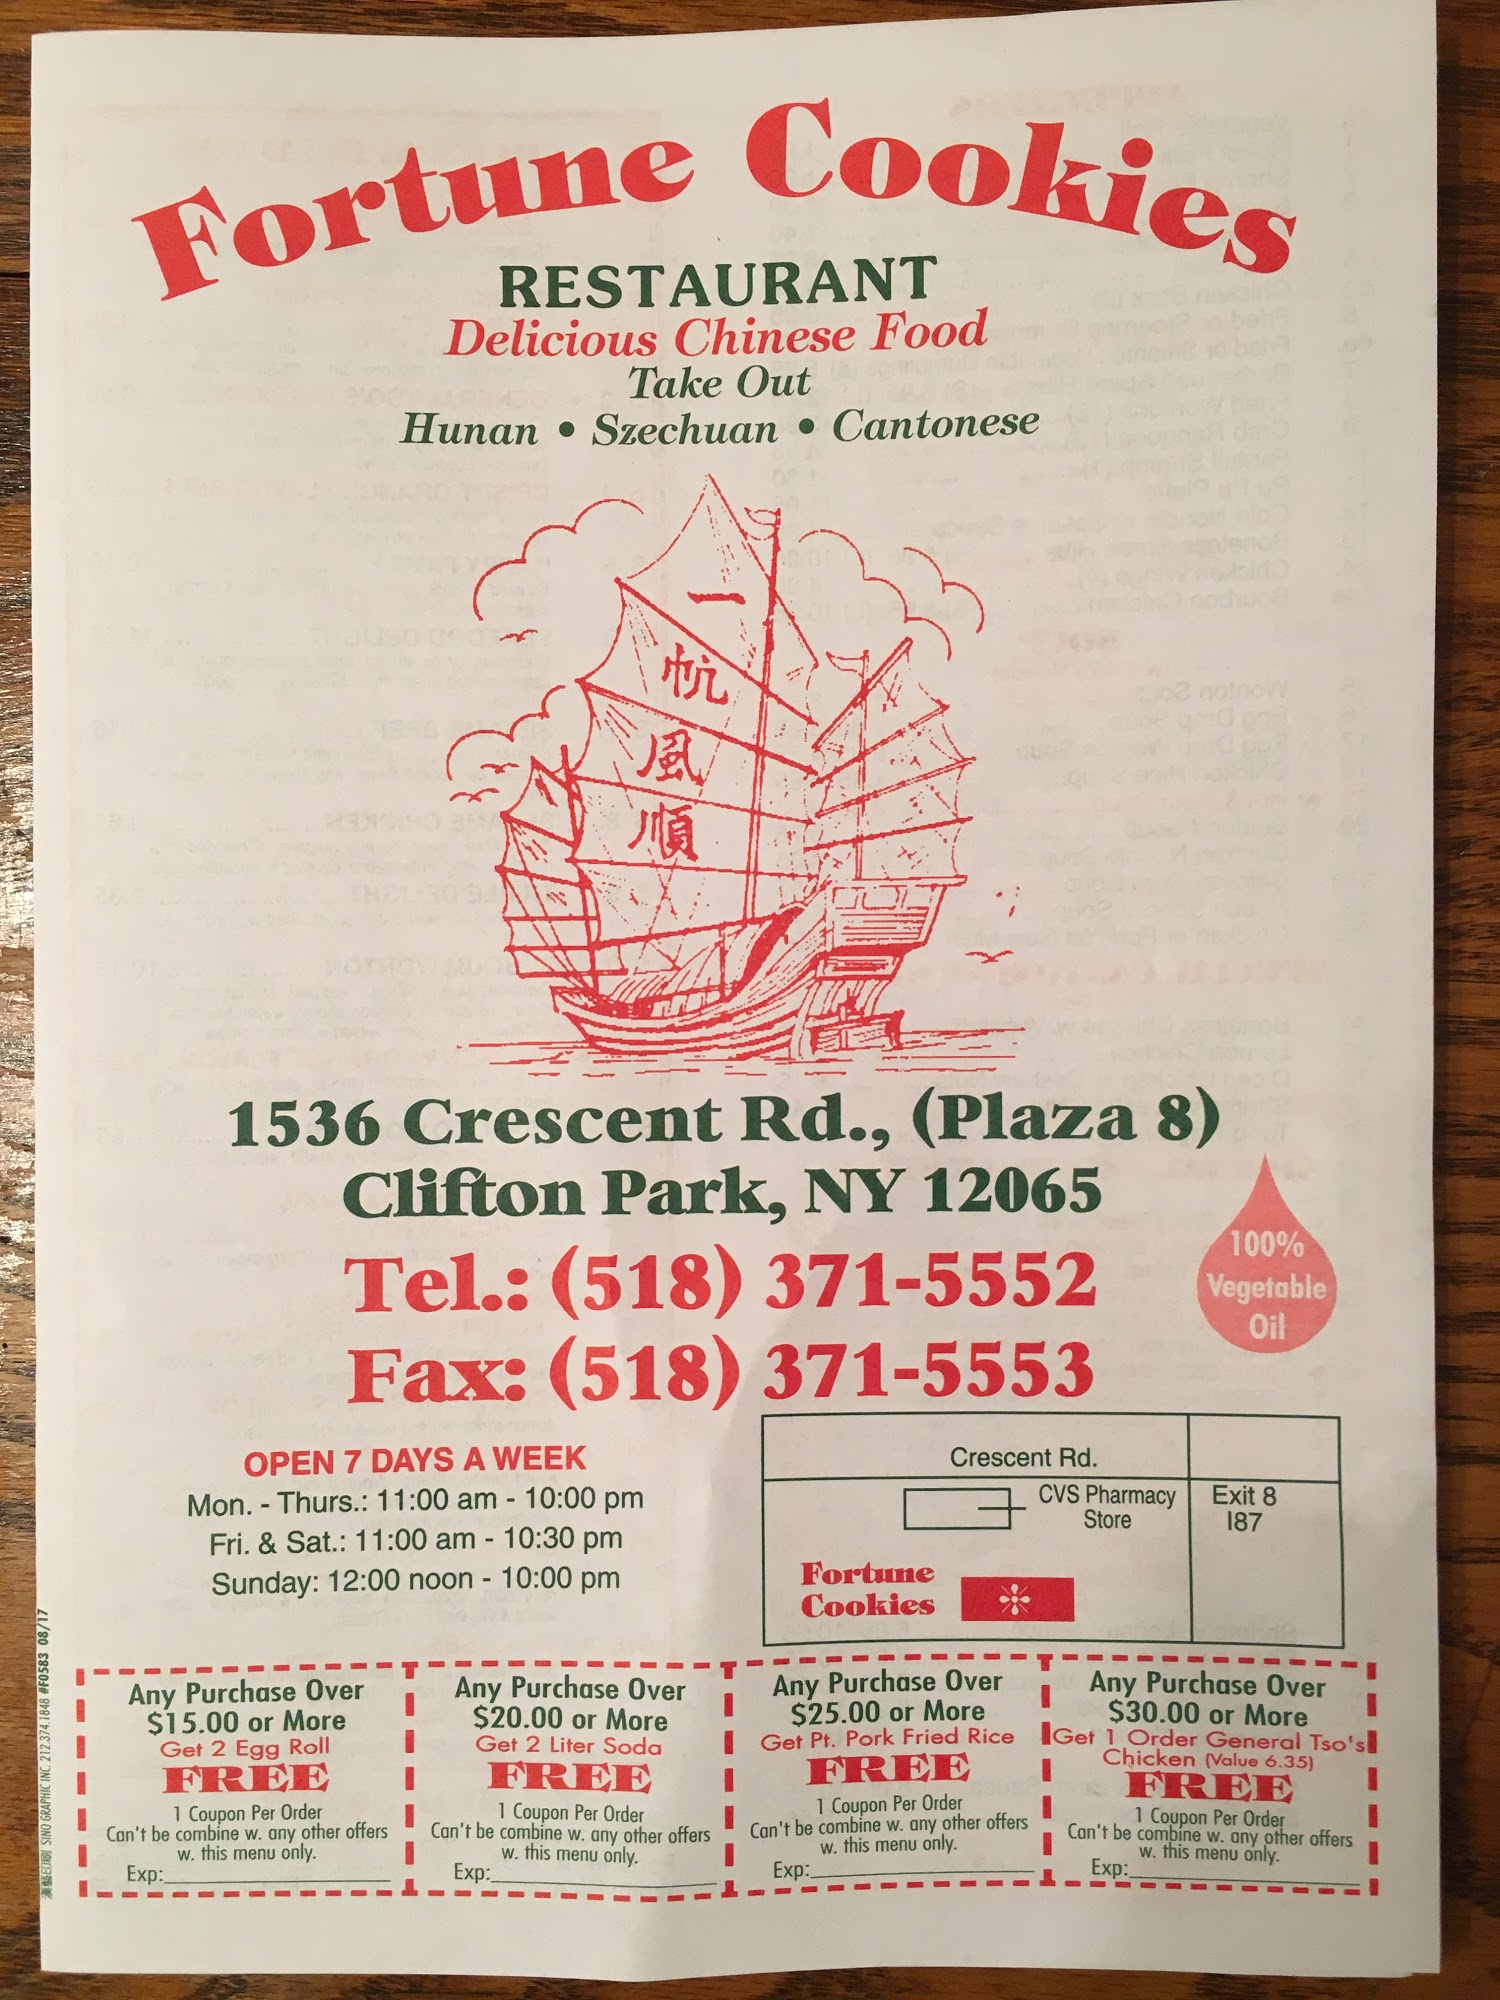 Fortune Cookies
RESTAURANT
Delicious Chinese Food
Take Out
Hunan • Szechuan • Cantonese
一
帆
風
順
1536 Crescent Rd., (Plaza 8)
Clifton Park, NY 12065
Tel.: (518) 371-5552
Fax: (518) 371-5553
100%
Vegetable
Oil
OPEN 7 DAYS A WEEK
Mon. - Thurs.: 11:00 am - 10:00 pm
Fri. & Sat.: 11:00 am - 10:30 pm
Sunday: 12:00 noon - 10:00 pm
Crescent Rd.
CVS Pharmacy
Store
Exit 8
I87
Fortune
Cookies
Any Purchase Over
$15.00 or More
Get 2 Egg Roll
FREE
1 Coupon Per Order
Can't be combine w. any other offers
w. this menu only.
Exp:
Any Purchase Over
$20.00 or More
Get 2 Liter Soda
FREE
1 Coupon Per Order
Can't be combine w. any other offers
w. this menu only.
Exp:
Any Purchase Over
$25.00 or More
Get Pt. Pork Fried Rice
FREE
1 Coupon Per Order
Can't be combine w. any other offers
w. this menu only.
Exp:
Any Purchase Over
$30.00 or More
Get 1 Order General Tso's
Chicken (Value 6.35)
FREE
1 Coupon Per Order
Can't be combine w. any other offers
w. this menu only.
Exp:
SINO GRAPHIC INC. 212.374.1848 #F0583 08/17